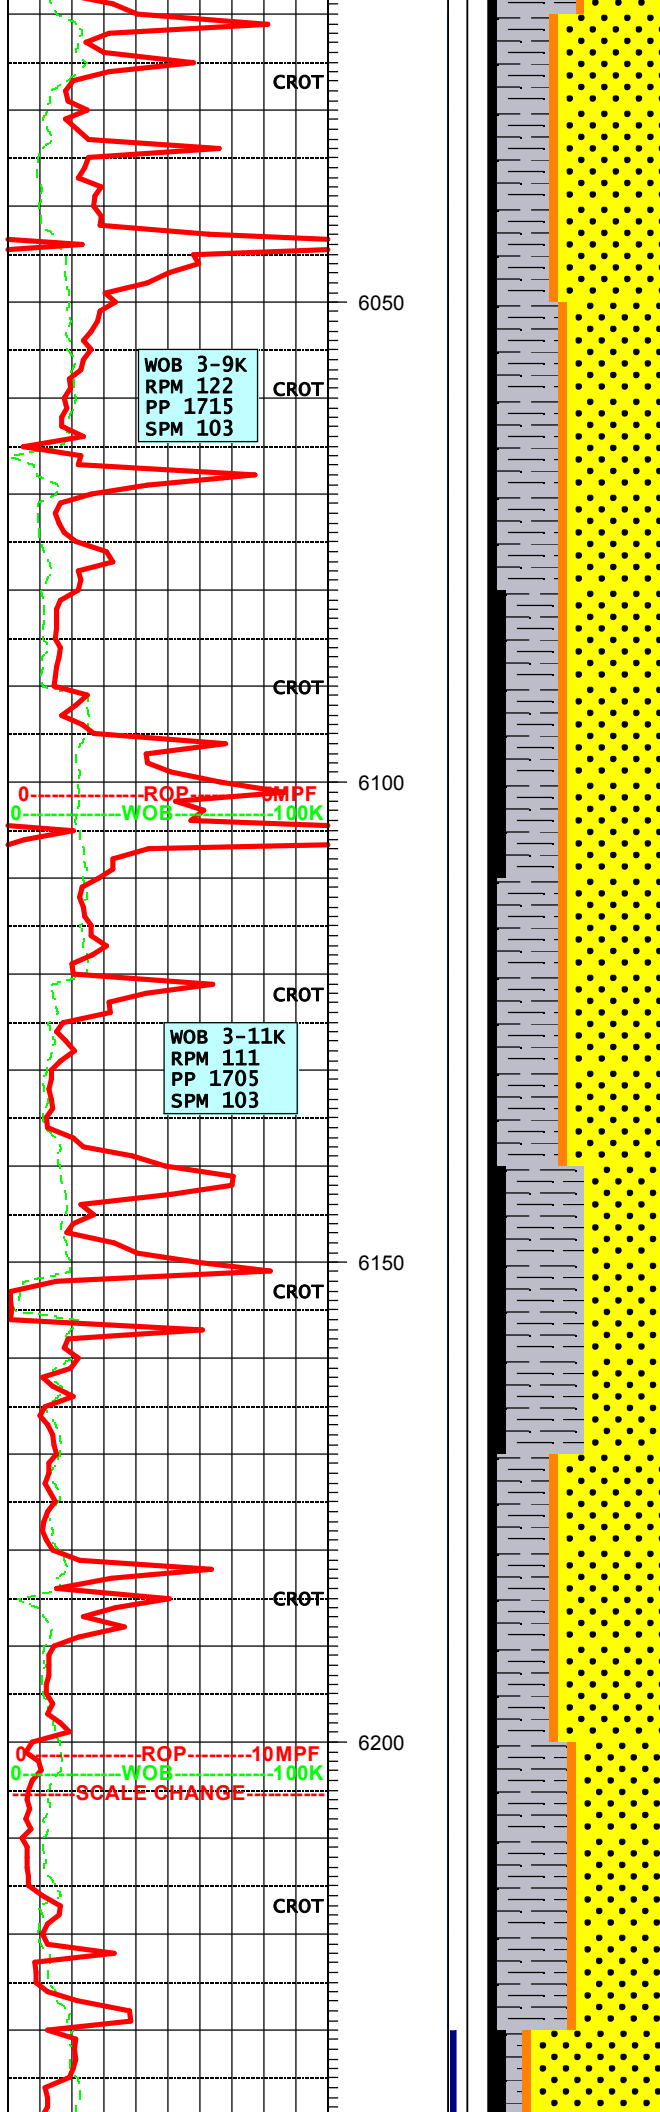 CROT
6050
WOB 3-9K
RPM 122
PP 1715
SPM 103
CROT
CROT
6100
0 ROP 5MPF
0 WOB 100K
CROT
WOB 3-11K
RPM 111
PP 1705
SPM 103
6150
CROT
CROT
6200
0 ROP 10MPF
0 WOB 100K
SCALE CHANGE
CROT